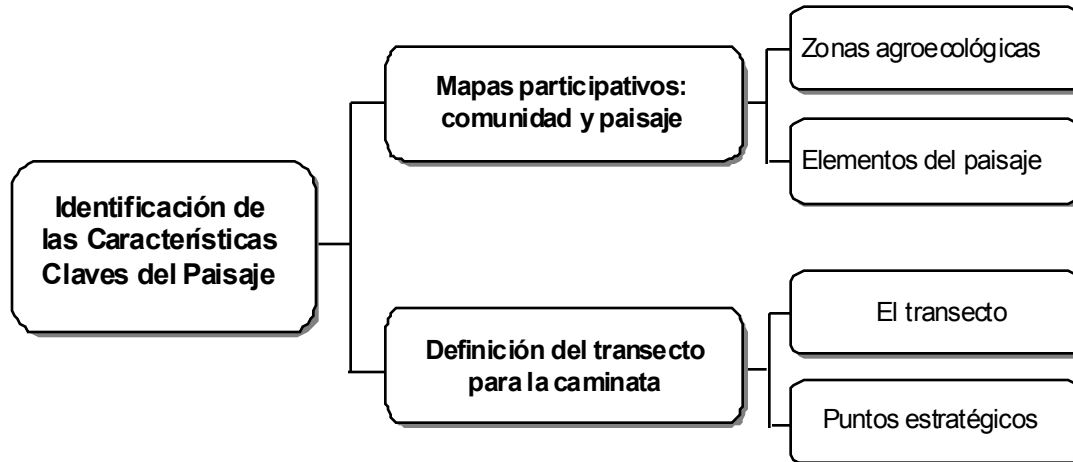 Identificación de
las Características
Claves del Paisaje
Mapas participativos:
comunidad y paisaje
Zonas agroecológicas
Elementos del paisaje
Definición del transecto
para la caminata
El transecto
Puntos estratégicos